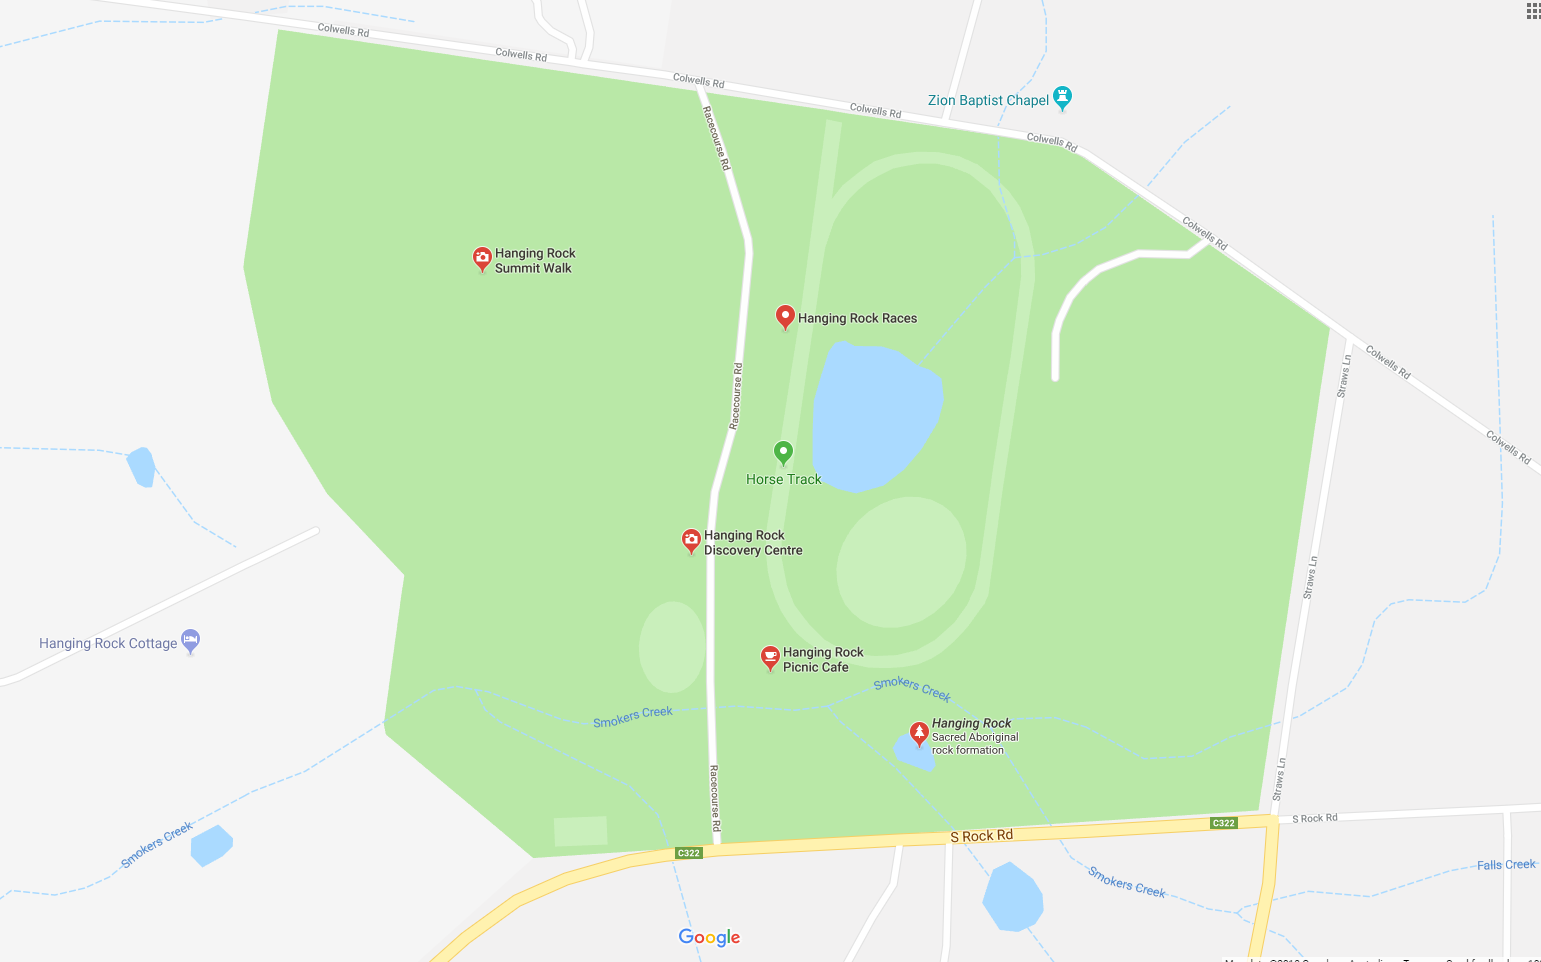 Colwells Rd
Colwells Rd
Colwells Rd
Colwells Rd
Zion Baptist Chapel
Colwells Rd
Racecourse Rd
Colwells Rd
Hanging Rock
Summit Walk
Hanging Rock Races
Colwells Rd
Straws Ln
Racecourse Rd
Colwells Rd
Horse Track
Hanging Rock
Discovery Centre
Straws Ln
Hanging Rock Cottage
Hanging Rock
Picnic Cafe
Smokers Creek
Smokers Creek
Hanging Rock
Sacred Aboriginal
rock formation
Straws Ln
Racecourse Rd
S Rock Rd
C322
S Rock Rd
Smokers Creek
C322
Falls Creek
Smokers Creek
Google